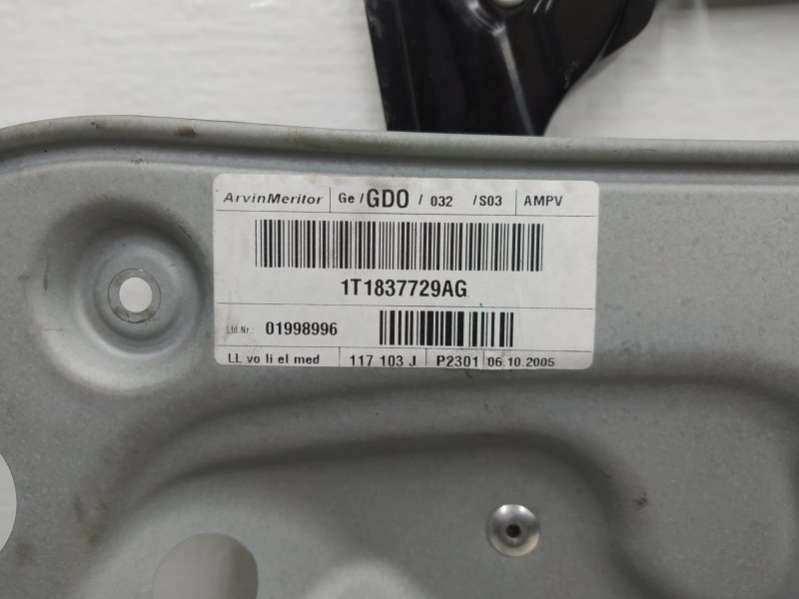 ArvinMeritor Ge / GDO / 032 / S03 AMPV
1T1837729AG
Lfd.Nr.: 01998996
LL vo li el med 117 103 J P2301 06.10.2005